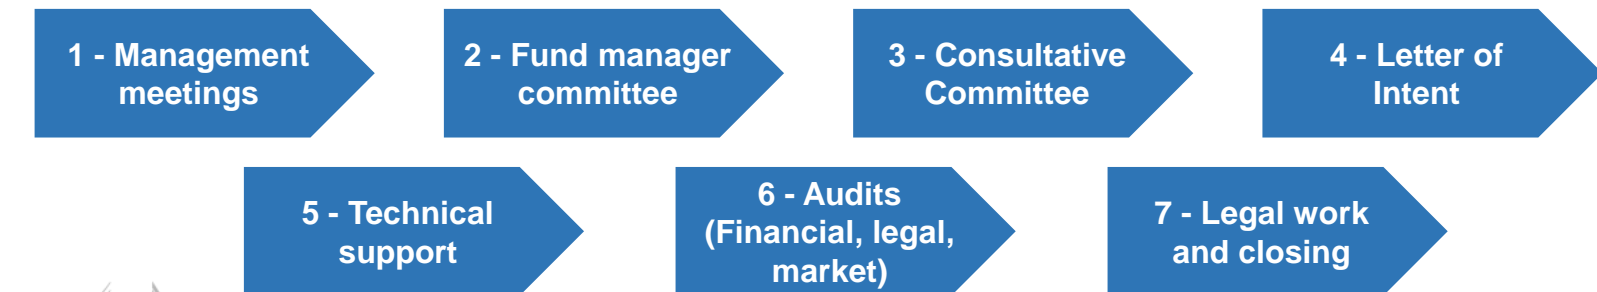 1 - Management
meetings
2 - Fund manager
committee
3 - Consultative
Committee
4 - Letter of
Intent
5 - Technical
support
6 - Audits
(Financial, legal,
market)
7 - Legal work
and closing